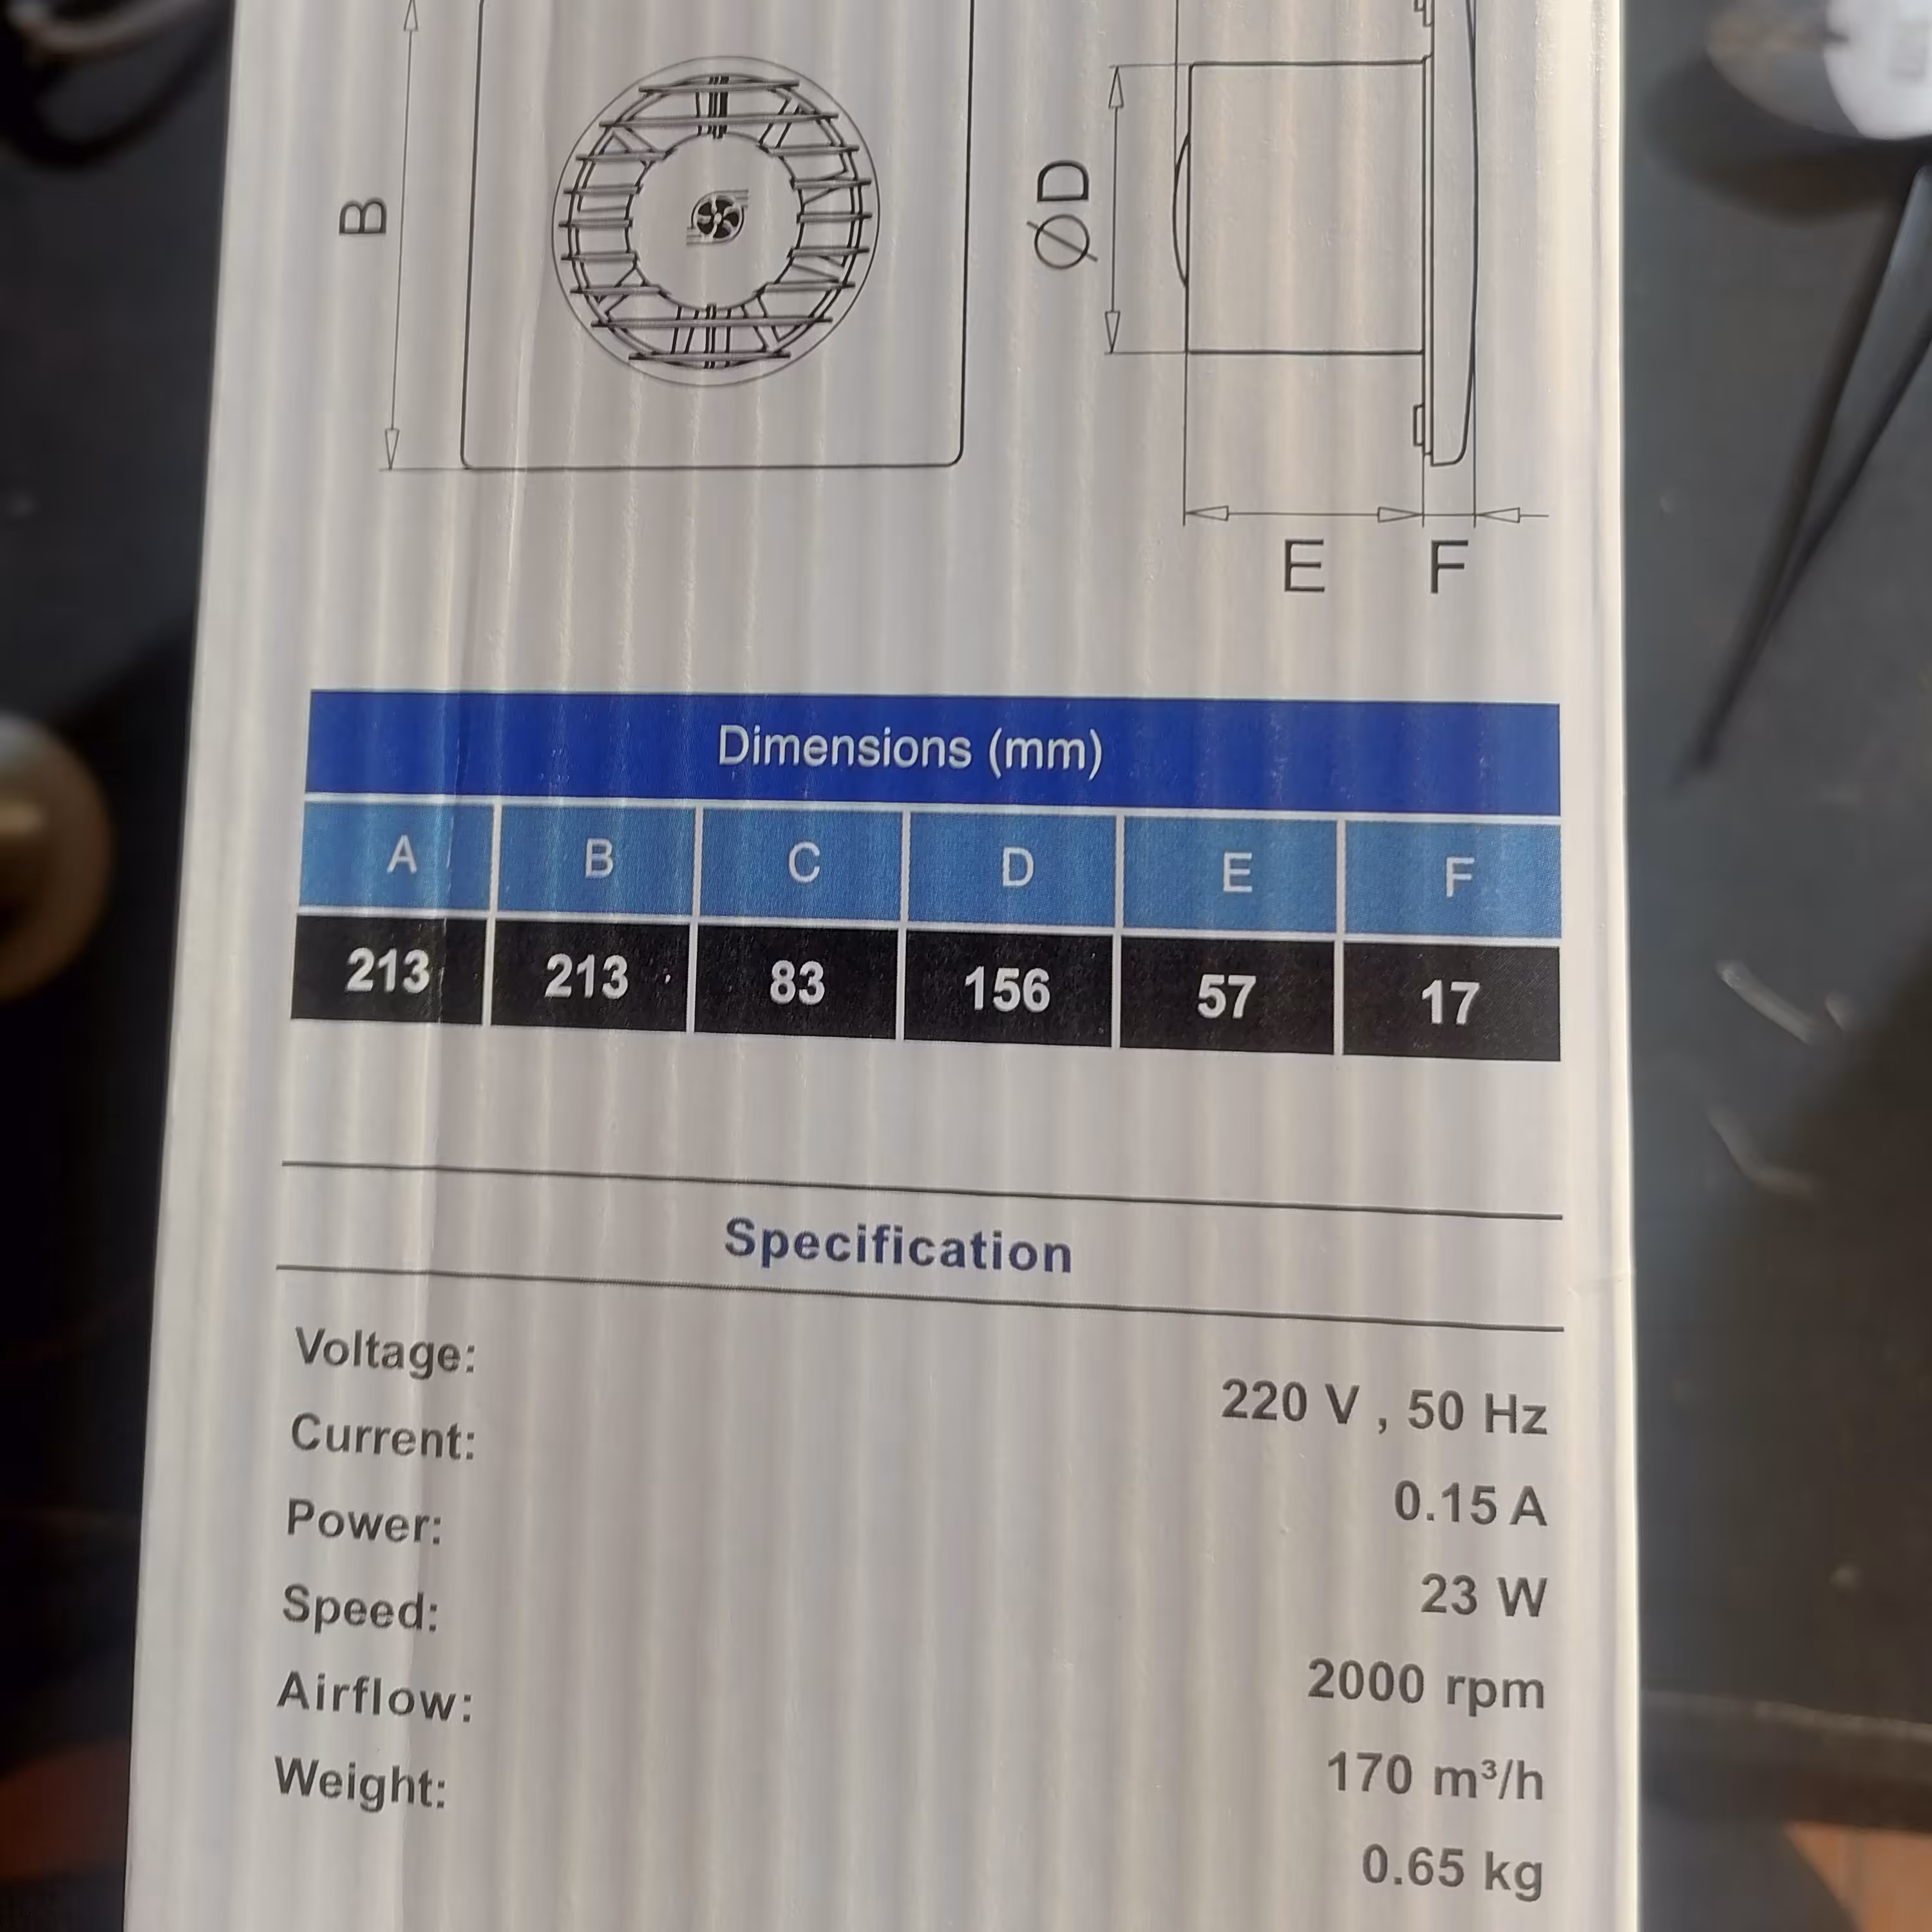 B
ØD
E F
Dimensions (mm)
A B C D E F
213 213 83 156 57 17
Specification
Voltage: 220 V , 50 Hz
Current: 0.15 A
Power: 23 W
Speed: 2000 rpm
Airflow: 170 m³/h
Weight: 0.65 kg